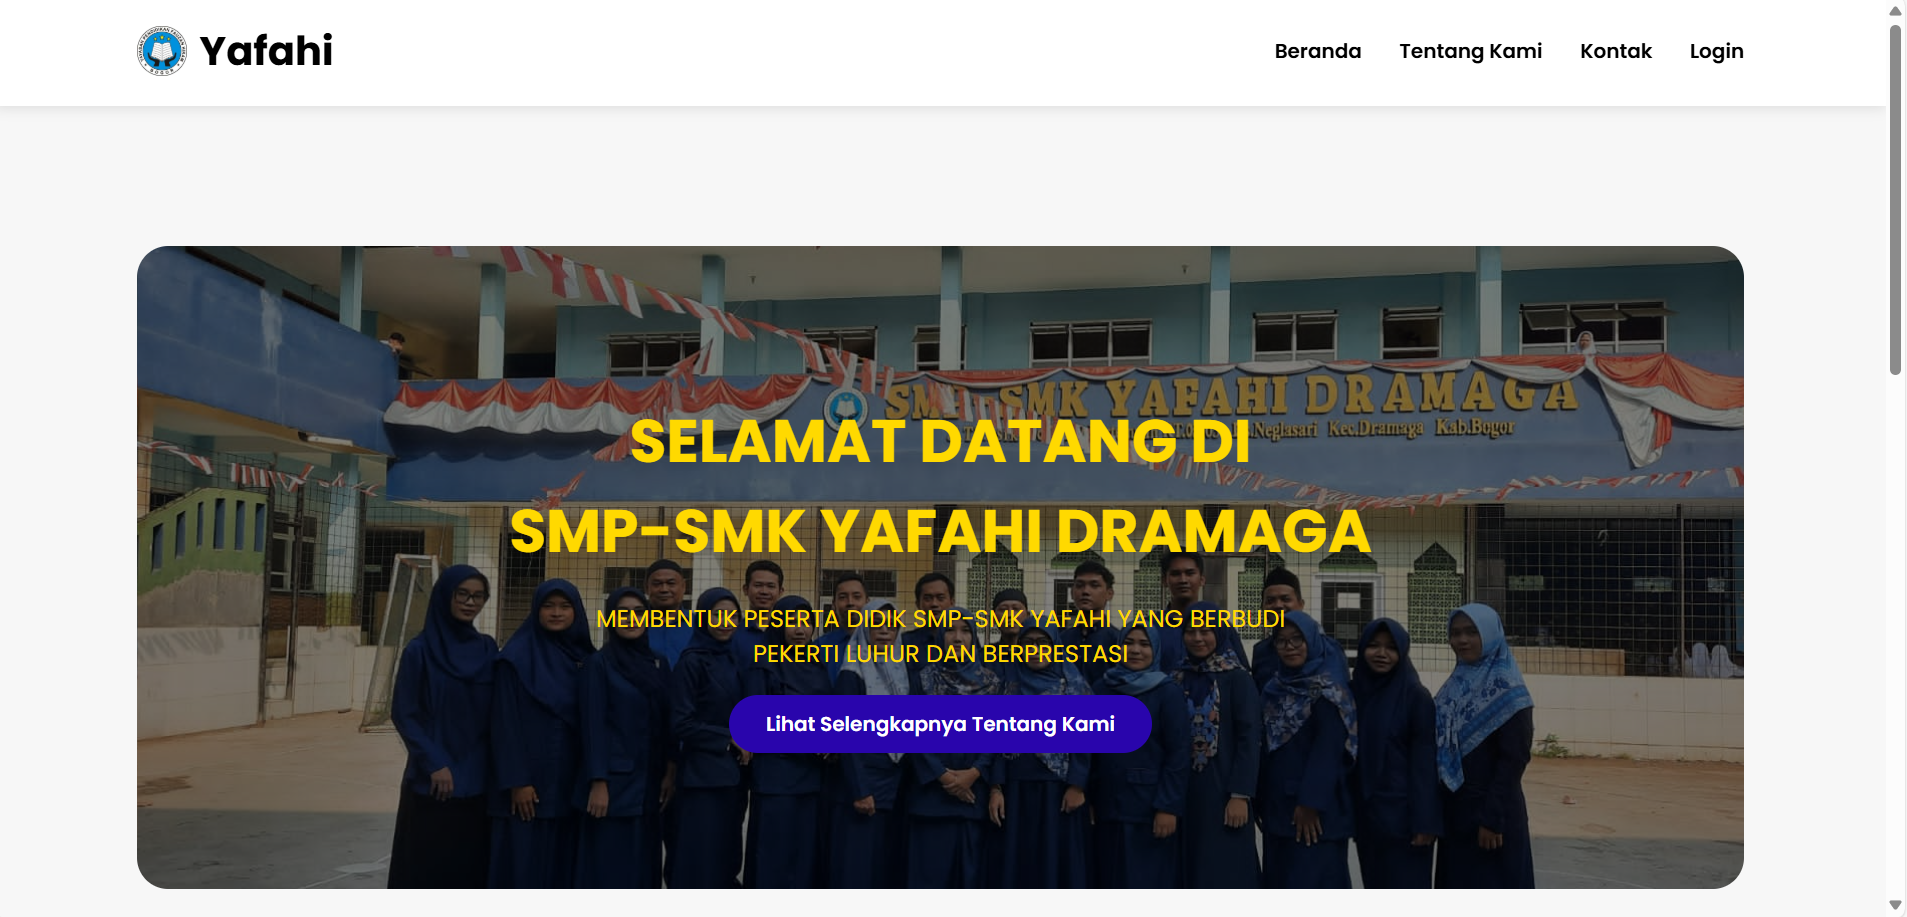 Yafahi
Beranda Tentang Kami Kontak Login
SMP-SMK YAFAHI DRAMAGA
Neglasari Kec.Dramaga Kab.Bogor
SELAMAT DATANG DI
SMP-SMK YAFAHI DRAMAGA
MEMBENTUK PESERTA DIDIK SMP-SMK YAFAHI YANG BERBUDI
PEKERTI LUHUR DAN BERPRESTASI
Lihat Selengkapnya Tentang Kami